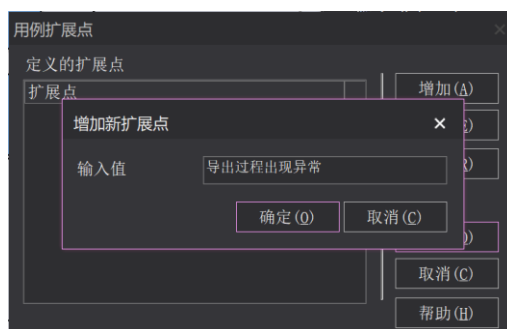 用例扩展点
定义的扩展点
扩展点
增加(A)
增加新扩展点
输入值
导出过程出现异常
确定(O)
取消(C)
取消(C)
帮助(H)